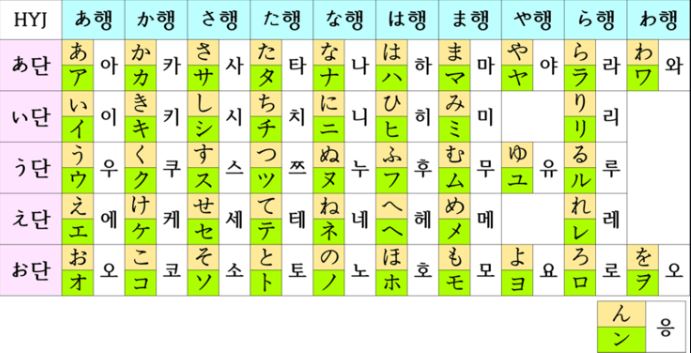 HYJ あ행 か행 さ행 た행 な행 は행 ま행 や행 ら행 わ행
あ단 あ ア 아 か カ 카 さ サ 사 た タ 타 な ナ 나 は ハ 하 ま マ 마 や ヤ 야 ら ラ 라 わ ワ 와
い단 い イ 이 き キ 키 し シ 시 ち チ 치 に ニ 니 ひ ヒ 히 み ミ 미 り リ 리
う단 う ウ 우 く ク 쿠 す ス 스 つ ツ 쯔 ぬ ヌ 누 ふ フ 후 む ム 무 ゆ ユ 유 る ル 루
え단 え エ 에 け ケ 케 せ セ 세 て テ 테 ね ネ 네 へ ヘ 헤 め メ 메 れ レ 레
お단 お オ 오 こ コ 코 そ ソ 소 と ト 토 の ノ 노 ほ ホ 호 も モ 모 よ ヨ 요 ろ ロ 로 を ヲ 오
ん ン 응